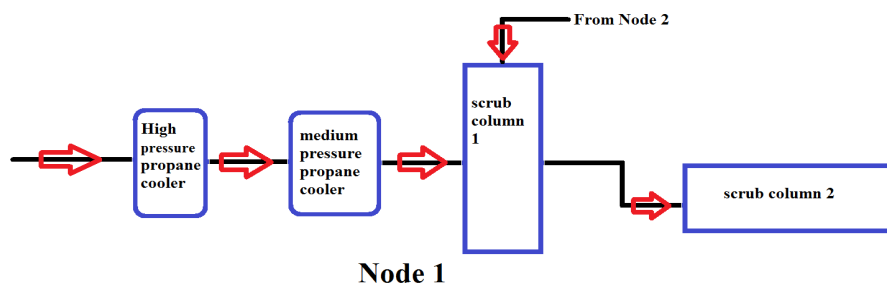 From Node 2
High
pressure
propane
cooler
medium
pressure
propane
cooler
scrub
column
1
scrub column 2
Node 1